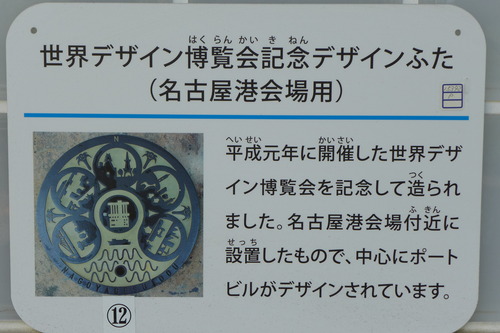 世界デザイン博覧会記念デザインふた
はくらんかいきねん
（名古屋港会場用）
平成元年に開催した世界デザ
へいせい
かいさい
イン博覧会を記念して造られ
つく
ました。名古屋港会場付近に
ふきん
設置したもので、中心にポート
せっち
ビルがデザインされています。
N
NAGOYA
⑫